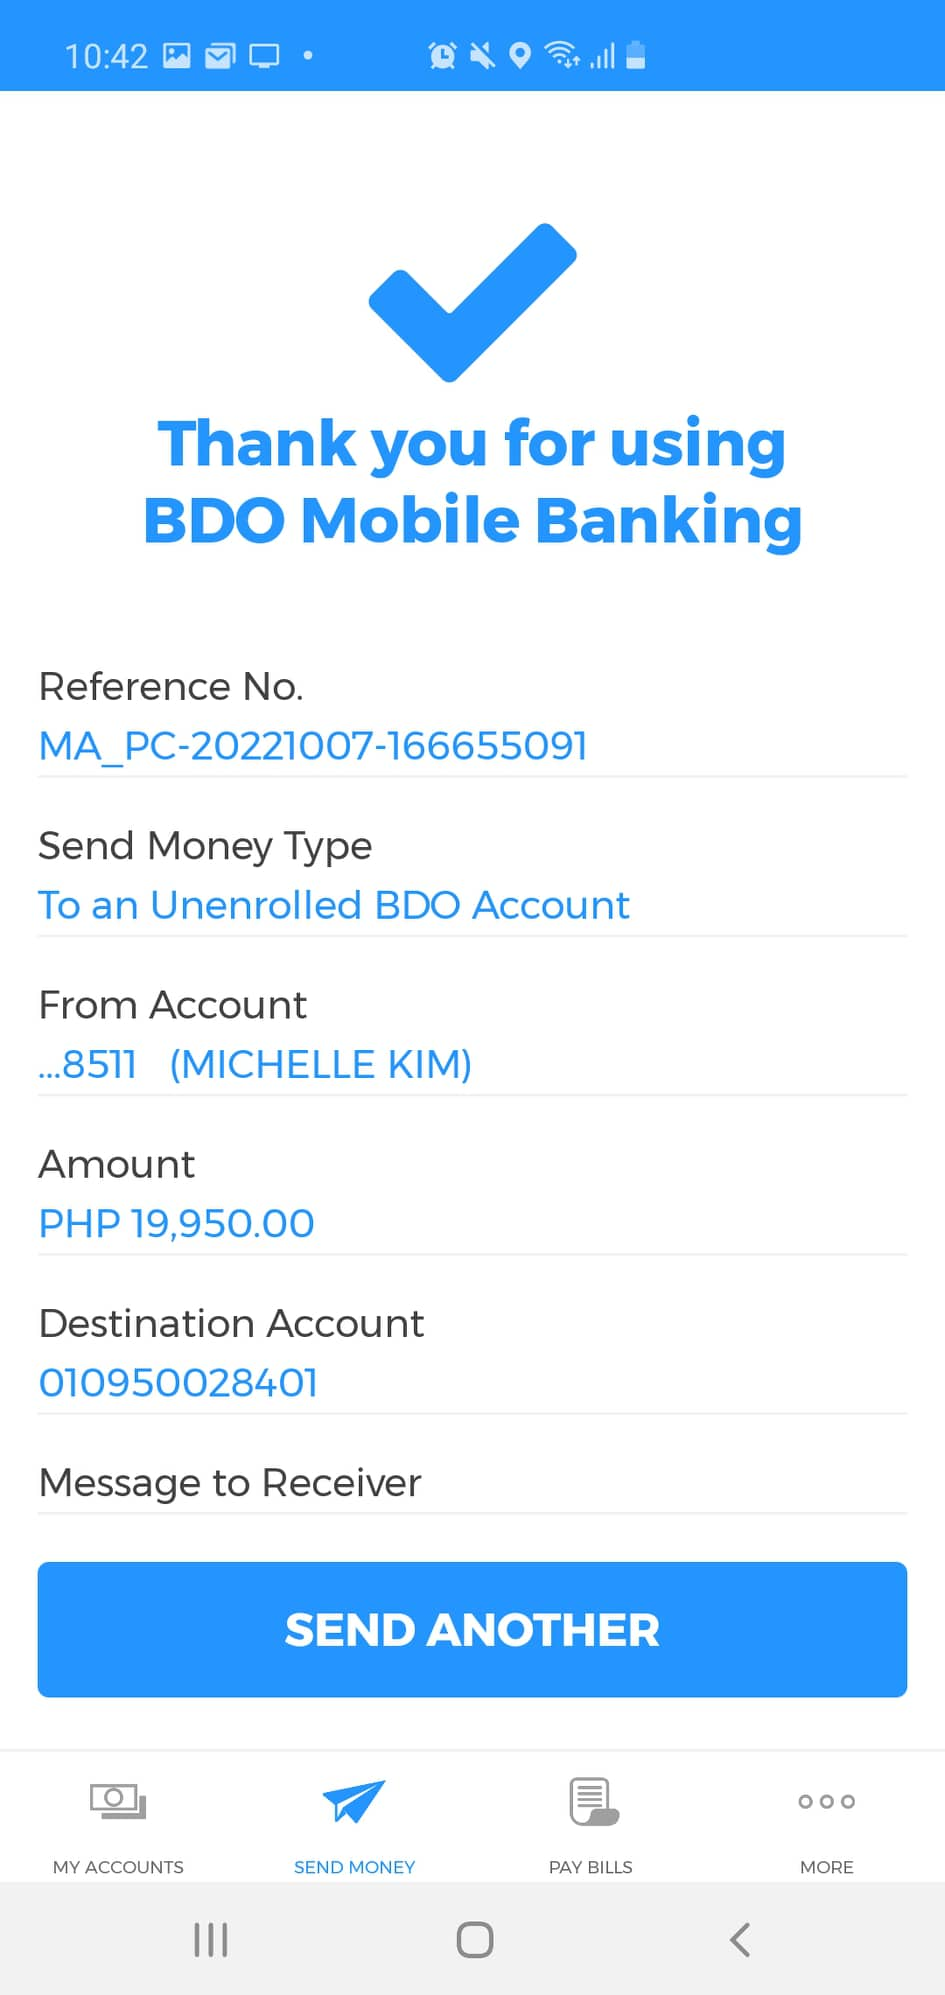 10:42
Thank you for using
BDO Mobile Banking
Reference No.
MA_PC-20221007-166655091
Send Money Type
To an Unenrolled BDO Account
From Account
...8511 (MICHELLE KIM)
Amount
PHP 19,950.00
Destination Account
010950028401
Message to Receiver
SEND ANOTHER
MY ACCOUNTS
SEND MONEY
PAY BILLS
MORE